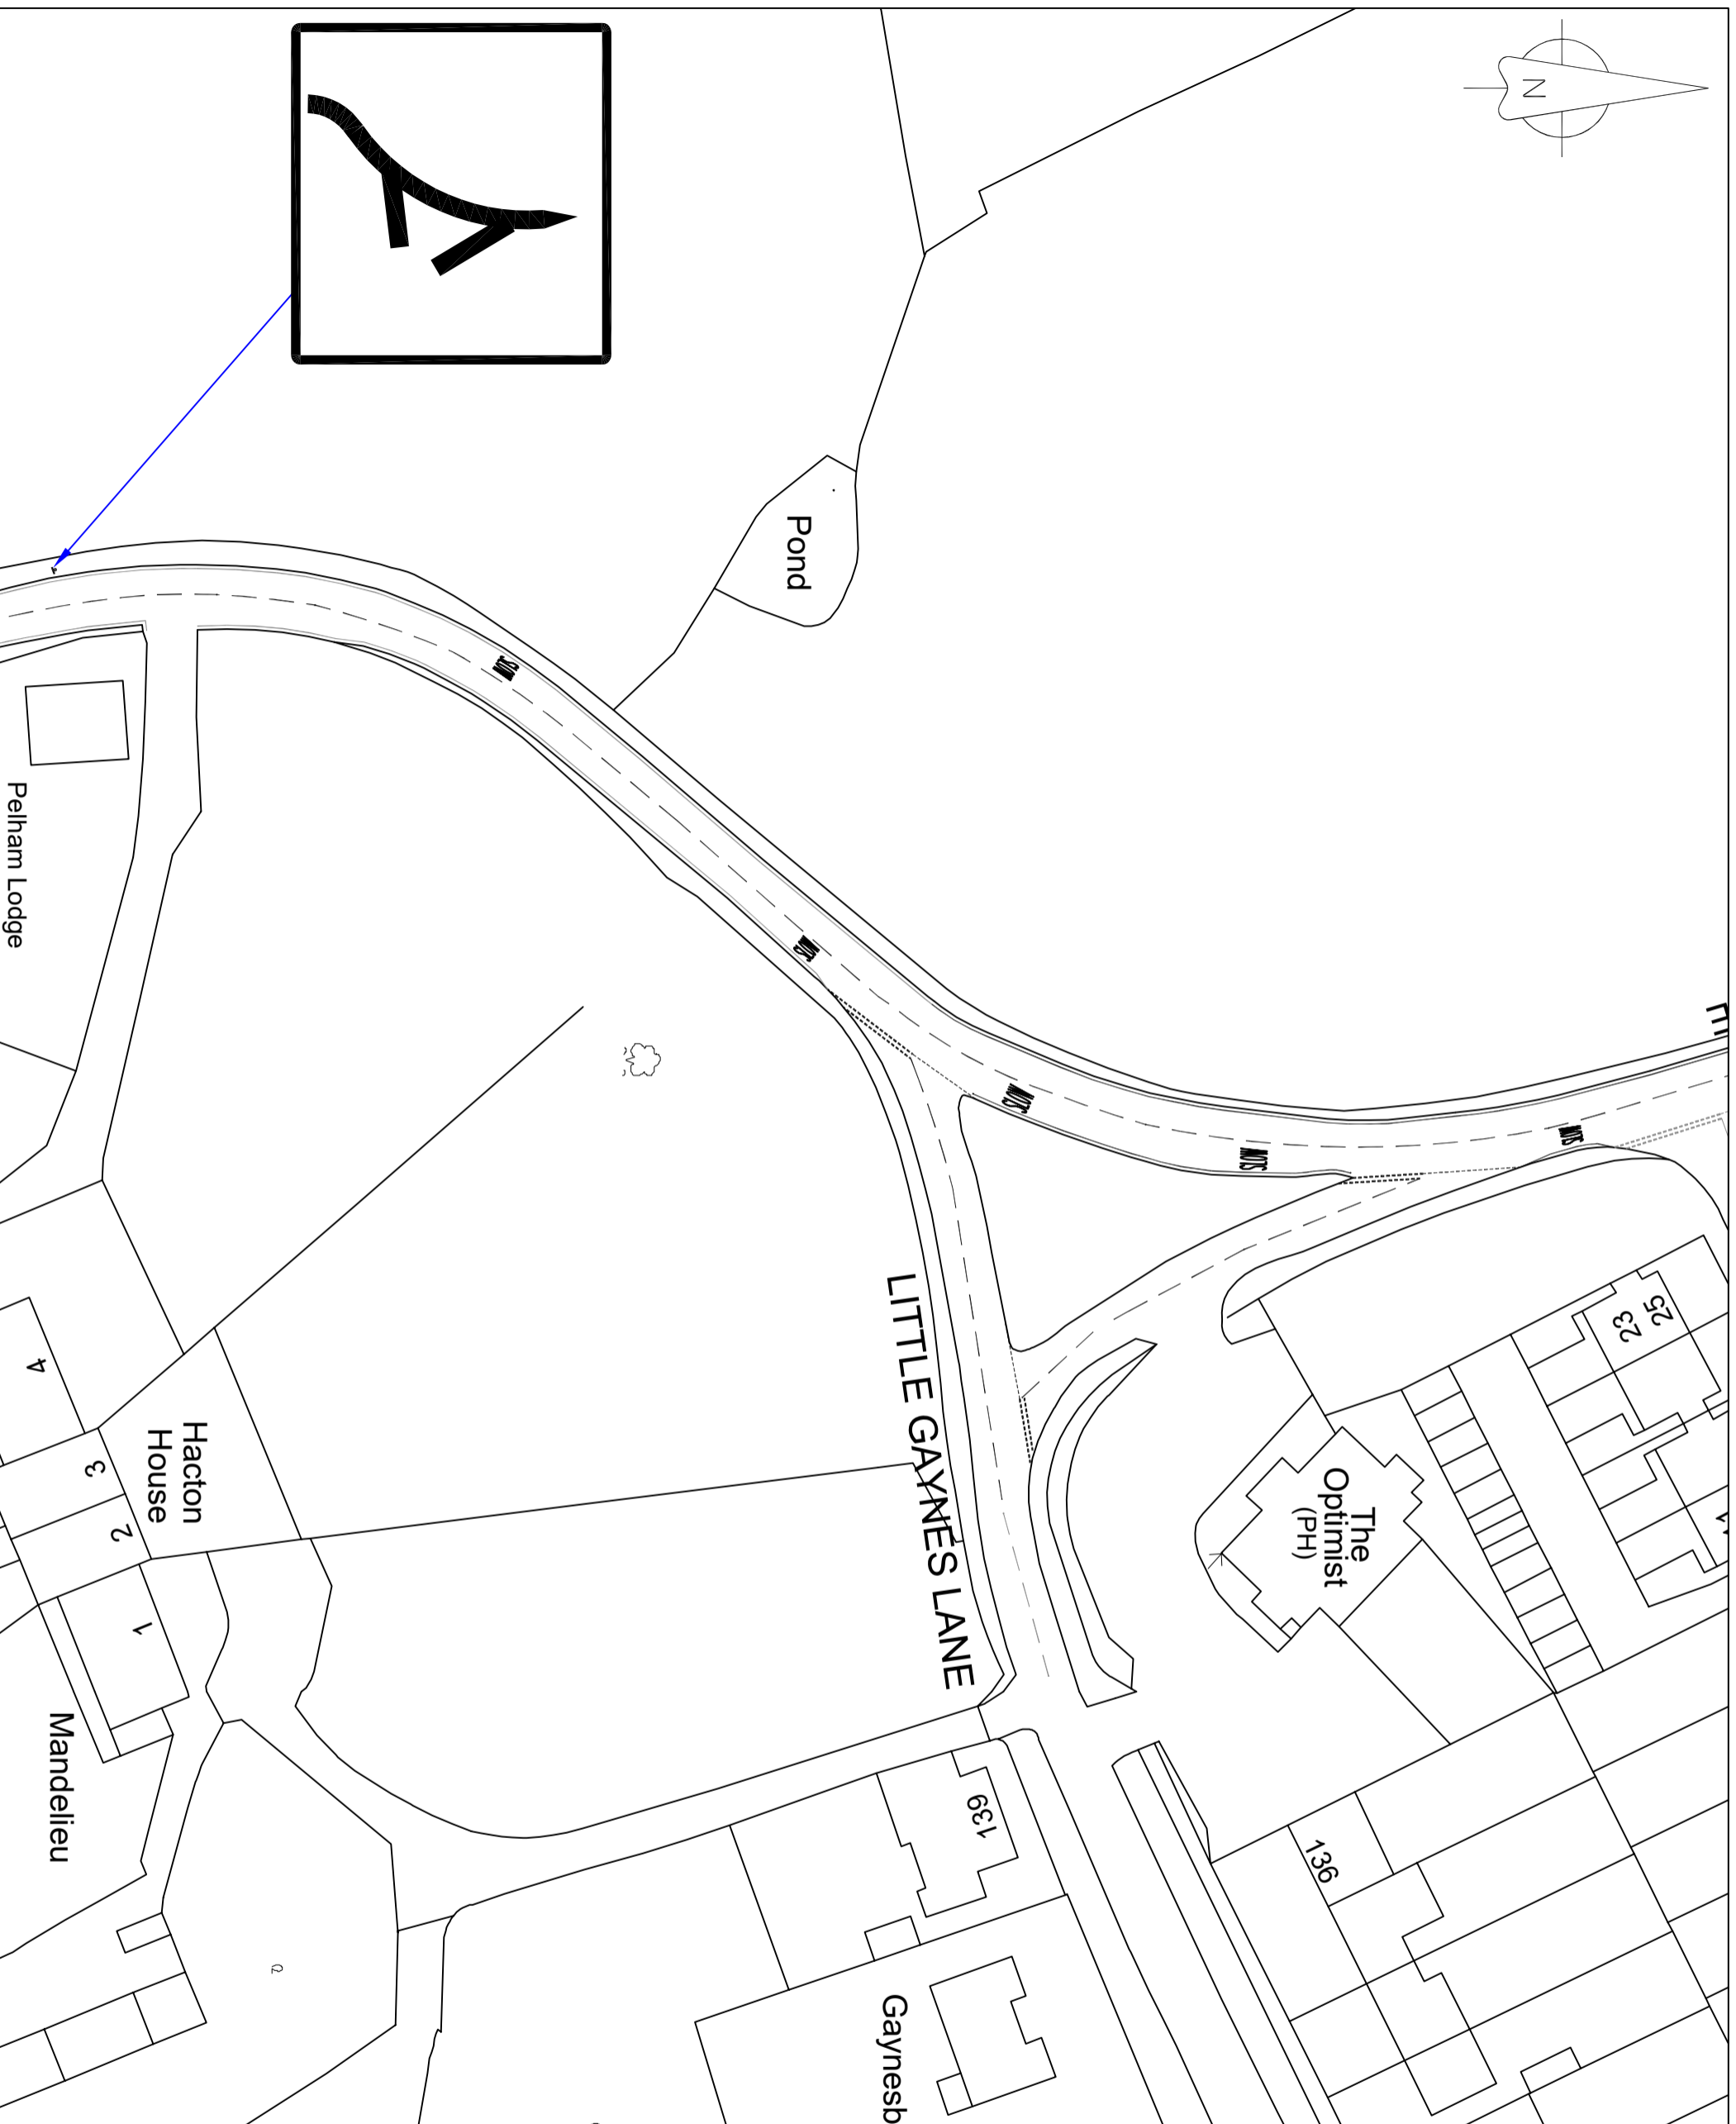 N
Pond
SLOW
SLOW
SLOW
SLOW
SLOW
Pelham Lodge
LITTLE GAYNES LANE
25
23
The
Optimist
(PH)
4
3
2
1
Hacton
House
Mandelieu
139
136
Gaynesb